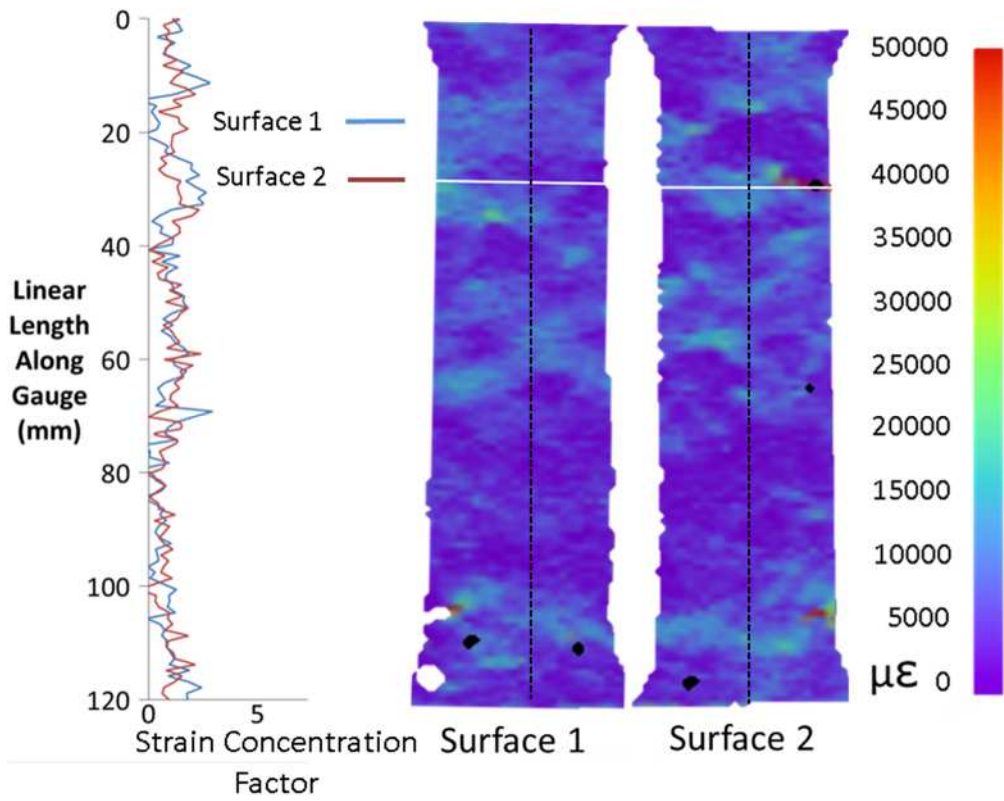 0
20
40
60
80
100
120
Linear
Length
Along
Gauge
(mm)
0 5
Strain Concentration
Factor
Surface 1
Surface 2
Surface 1
Surface 2
50000
45000
40000
35000
30000
25000
20000
15000
10000
5000
με 0